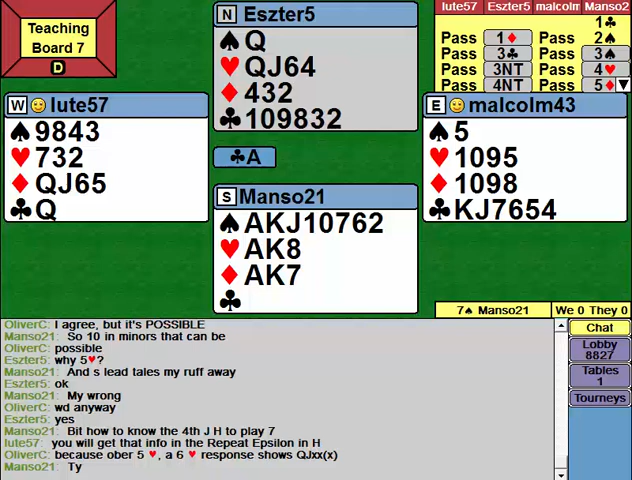 Teaching
Board 7
D
N Eszter5
♠ Q
♥ QJ64
♦ 432
♣ 109832
lute57 Eszter5 malcolm Manso2
1♣
Pass 1♦ Pass 2♠
Pass 3♣ Pass 3♠
Pass 3NT Pass 4♥
Pass 4NT Pass 5♦
W lute57
♠ 9843
♥ 732
♦ QJ65
♣ Q
♣ A
E malcolm43
♠ 5
♥ 1095
♦ 1098
♣ KJ7654
S Manso21
♠ AKJ10762
♥ AK8
♦ AK7
♣
7♠ Manso21 We 0 They 0
OliverC: I agree, but it's POSSIBLE
Manso21: So 10 in minors that can be
OliverC: possible
Eszter5: why 5♥?
Manso21: And s lead tales my ruff away
Eszter5: ok
Manso21: My wrong
OliverC: wd anyway
Eszter5: yes
Manso21: Bit how to know the 4th J H to play 7
lute57: you will get that info in the Repeat Epsilon in H
OliverC: because ober 5 ♥, a 6 ♥ response shows QJxx(x)
Manso21: Ty
Chat
Lobby
8827
Tables
1
Tourneys